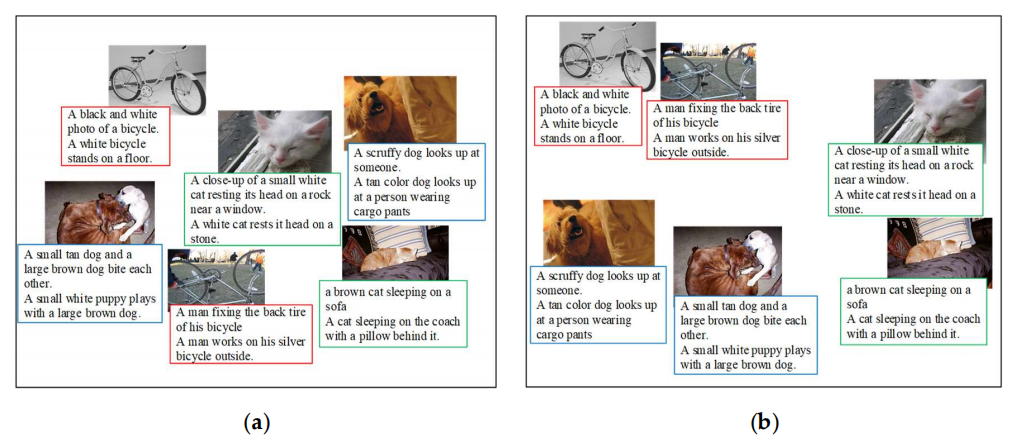 A black and white
photo of a bicycle.
A white bicycle
stands on a floor.
A scruffy dog looks up at
someone.
A tan color dog looks up
at a person wearing
cargo pants
A close-up of a small white
cat resting its head on a rock
near a window.
A white cat rests it head on a
stone.
A small tan dog and a
large brown dog bite each
other.
A small white puppy plays
with a large brown dog.
A man fixing the back tire
of his bicycle
A man works on his silver
bicycle outside.
a brown cat sleeping on a
sofa
A cat sleeping on the coach
with a pillow behind it.
(a)
A black and white
photo of a bicycle.
A white bicycle
stands on a floor.
A man fixing the back tire
of his bicycle
A man works on his silver
bicycle outside.
A close-up of a small white
cat resting its head on a rock
near a window.
A white cat rests it head on a
stone.
A scruffy dog looks up at
someone.
A tan color dog looks up
at a person wearing
cargo pants
A small tan dog and a
large brown dog bite each
other.
A small white puppy plays
with a large brown dog.
a brown cat sleeping on a
sofa
A cat sleeping on the coach
with a pillow behind it.
(b)